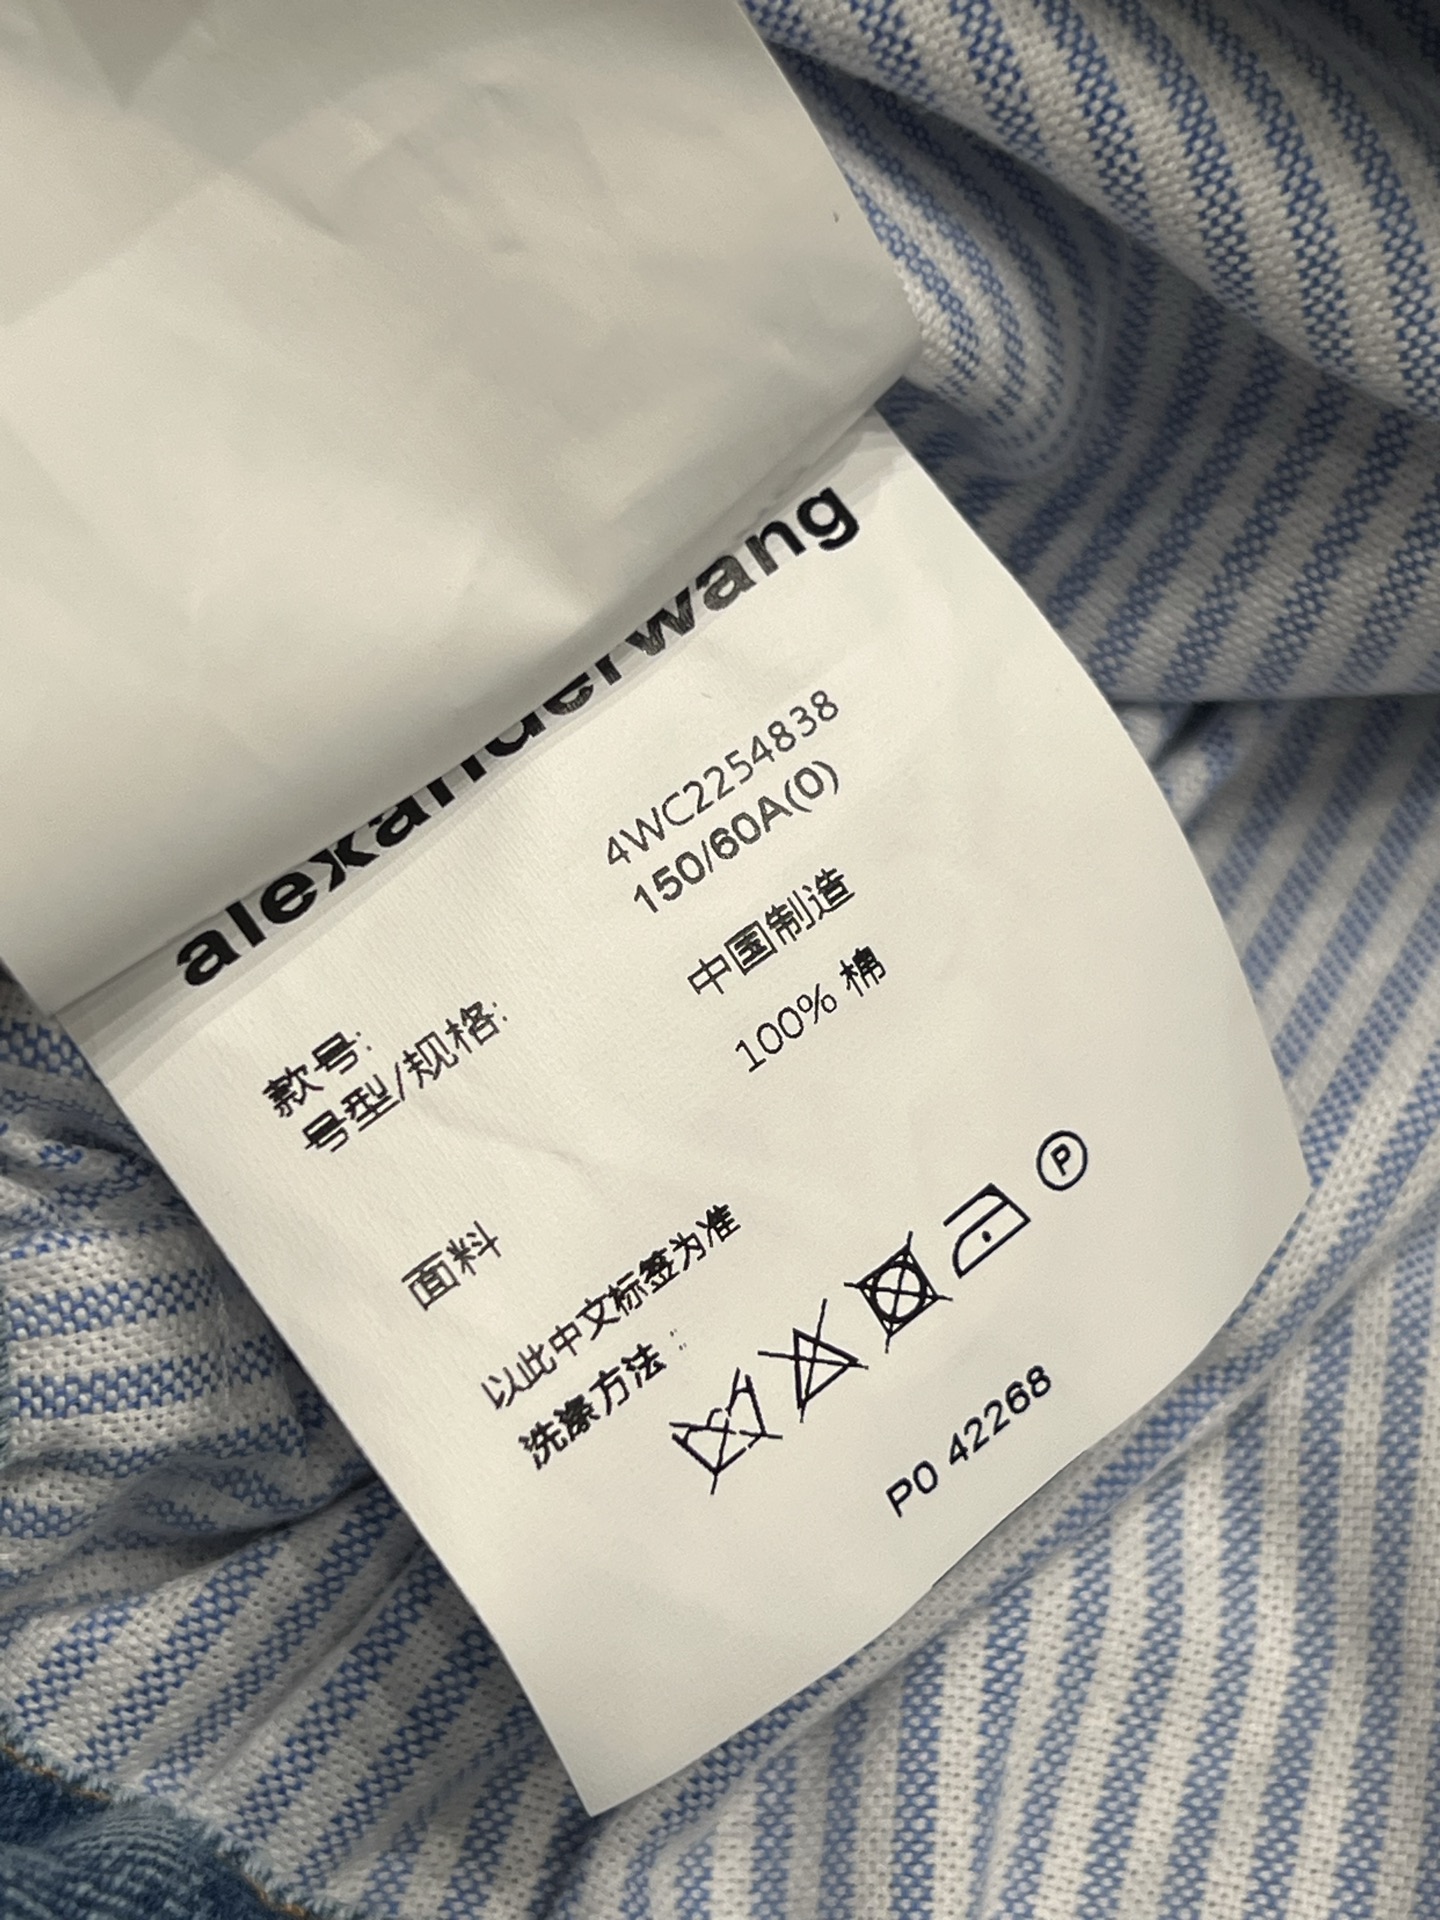 alexanderwang
款号: 4WC2254838
号型/规格: 150/60A(0)
中国制造
面料 100% 棉
以此中文标签为准
洗涤方法:
P
PO 42268